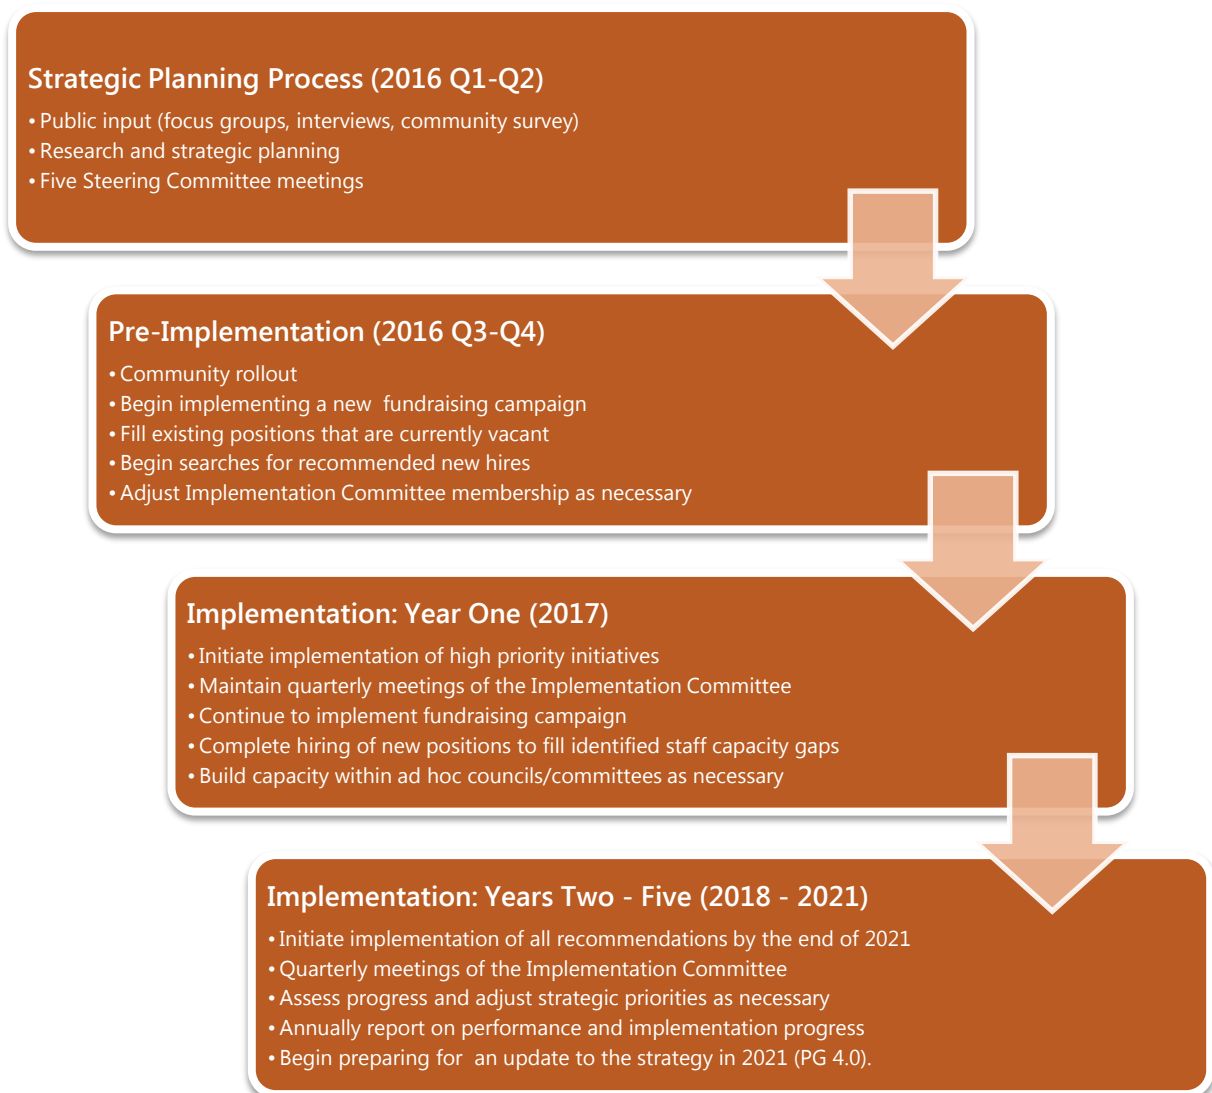 Strategic Planning Process (2016 Q1-Q2)
• Public input (focus groups, interviews, community survey)
• Research and strategic planning
• Five Steering Committee meetings
Pre-Implementation (2016 Q3-Q4)
• Community rollout
• Begin implementing a new  fundraising campaign
• Fill existing positions that are currently vacant
• Begin searches for recommended new hires
• Adjust Implementation Committee membership as necessary
Implementation: Year One (2017)
• Initiate implementation of high priority initiatives
• Maintain quarterly meetings of the Implementation Committee
• Continue to implement fundraising campaign
• Complete hiring of new positions to fill identified staff capacity gaps
• Build capacity within ad hoc councils/committees as necessary
Implementation: Years Two - Five (2018 - 2021)
• Initiate implementation of all recommendations by the end of 2021
• Quarterly meetings of the Implementation Committee
• Assess progress and adjust strategic priorities as necessary
• Annually report on performance and implementation progress
• Begin preparing for  an update to the strategy in 2021 (PG 4.0).